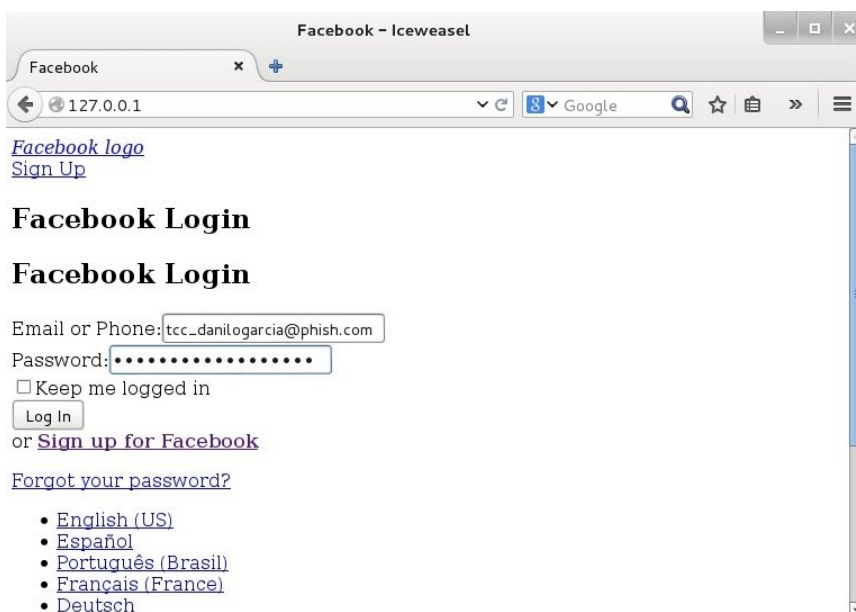 Facebook – Iceweasel
Facebook
127.0.0.1
Google
Facebook logo
Sign Up
Facebook Login
Facebook Login
Email or Phone: tcc_danilogarcia@phish.com
Password: ••••••••••••••••••
Keep me logged in
Log In
or Sign up for Facebook
Forgot your password?
• English (US)
• Español
• Português (Brasil)
• Français (France)
• Deutsch